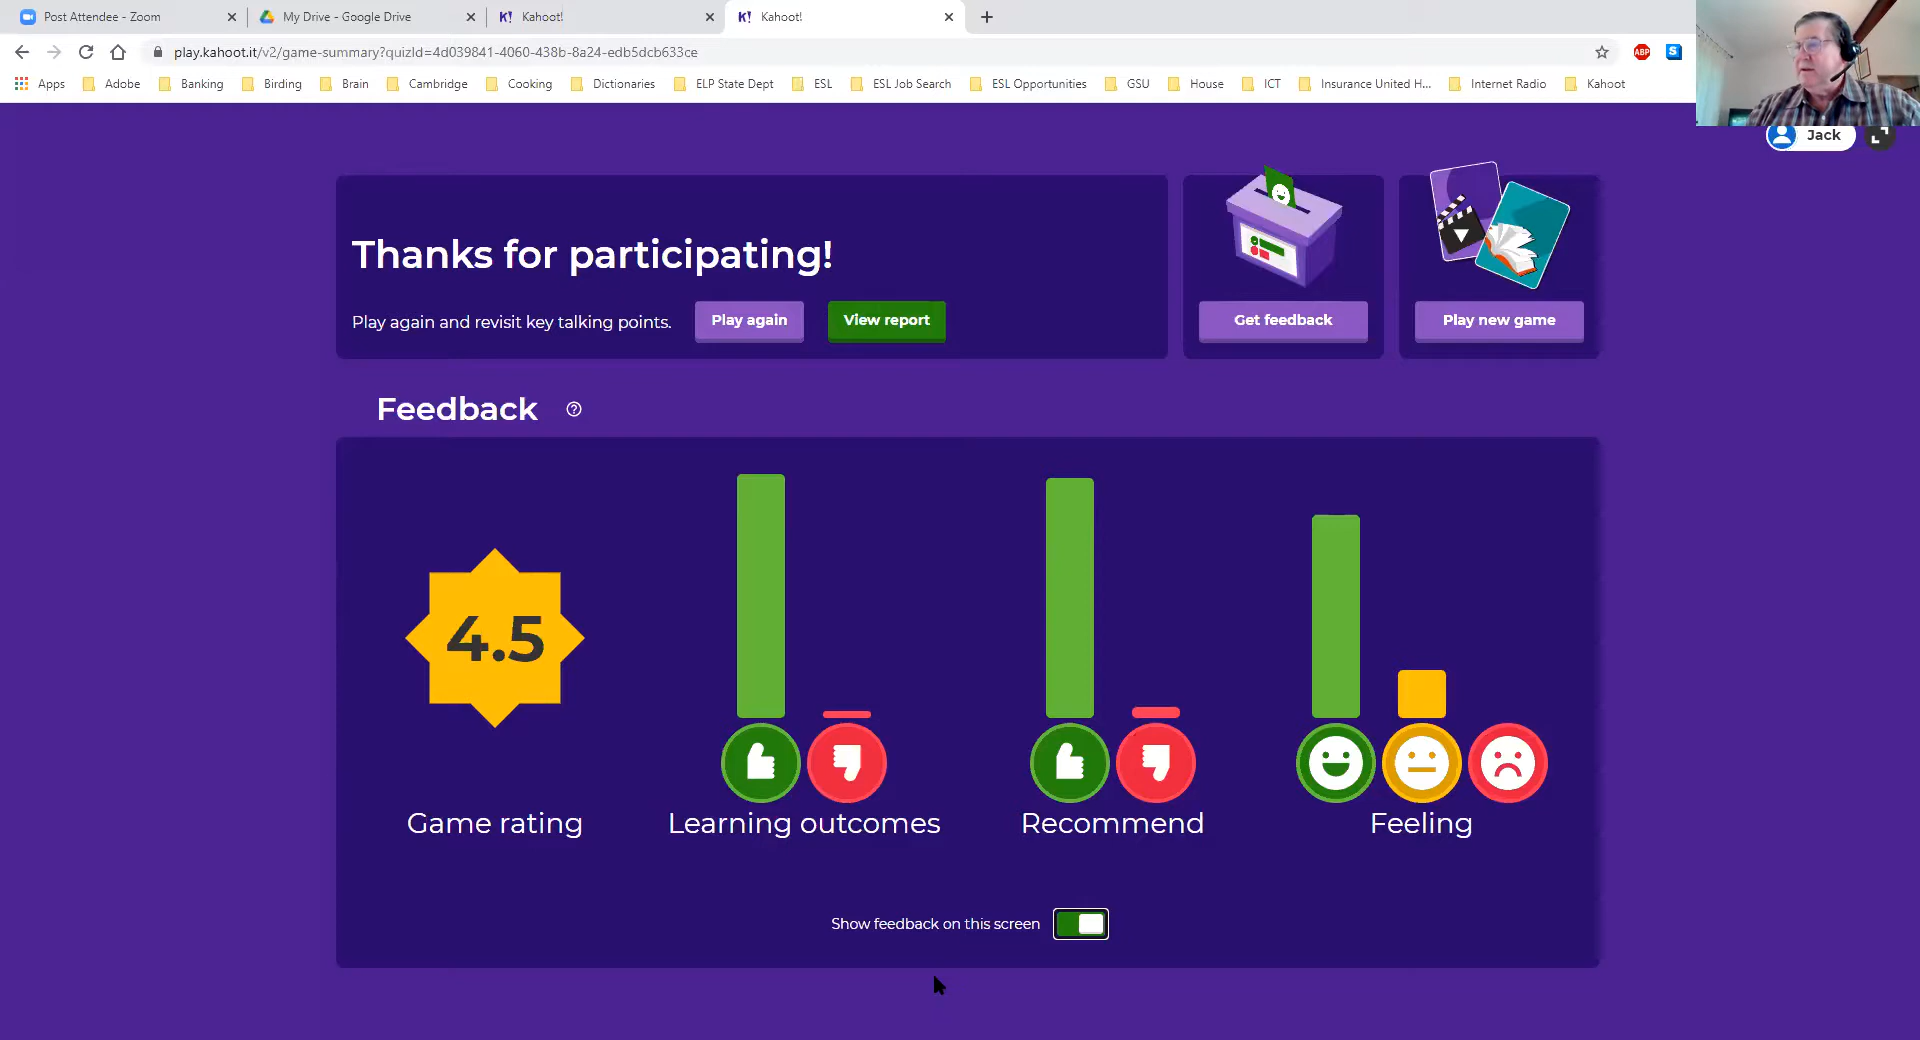 Post Attendee - Zoom
My Drive - Google Drive
K! Kahoot!
K! Kahoot!
play.kahoot.it/v2/game-summary?quizId=4d039841-4060-438b-8a24-edb5dcb633ce
ABP
S
Apps Adobe Banking Birding Brain Cambridge Cooking Dictionaries ELP State Dept ESL ESL Job Search ESL Opportunities GSU House ICT Insurance United H... Internet Radio Kahoot
Jack
Thanks for participating!
Play again and revisit key talking points.
Play again
View report
Get feedback
Play new game
Feedback ?
4.5
Game rating
Learning outcomes
Recommend
Feeling
Show feedback on this screen